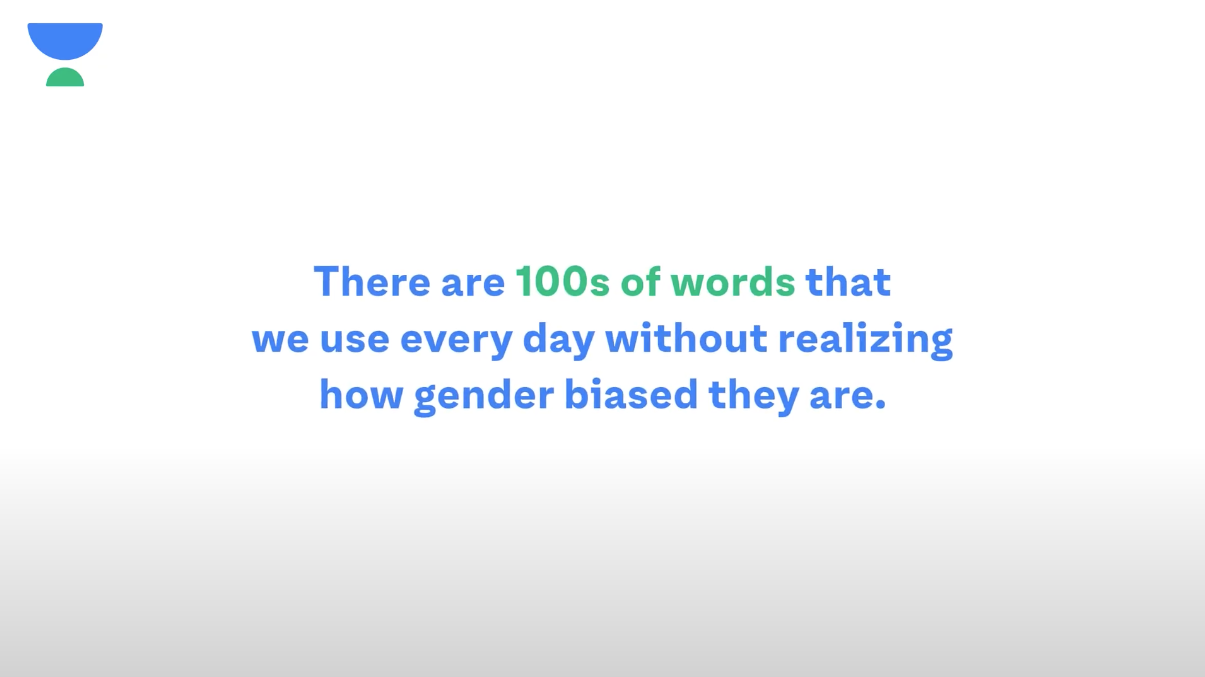 There are 100s of words that
we use every day without realizing
how gender biased they are.